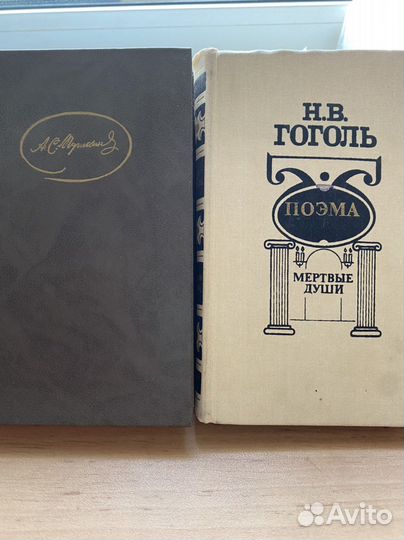 А.С.Пушкин
Н.В.
ГОГОЛЬ
ПОЭМА
МЕРТВЫЕ
ДУШИ
Avito